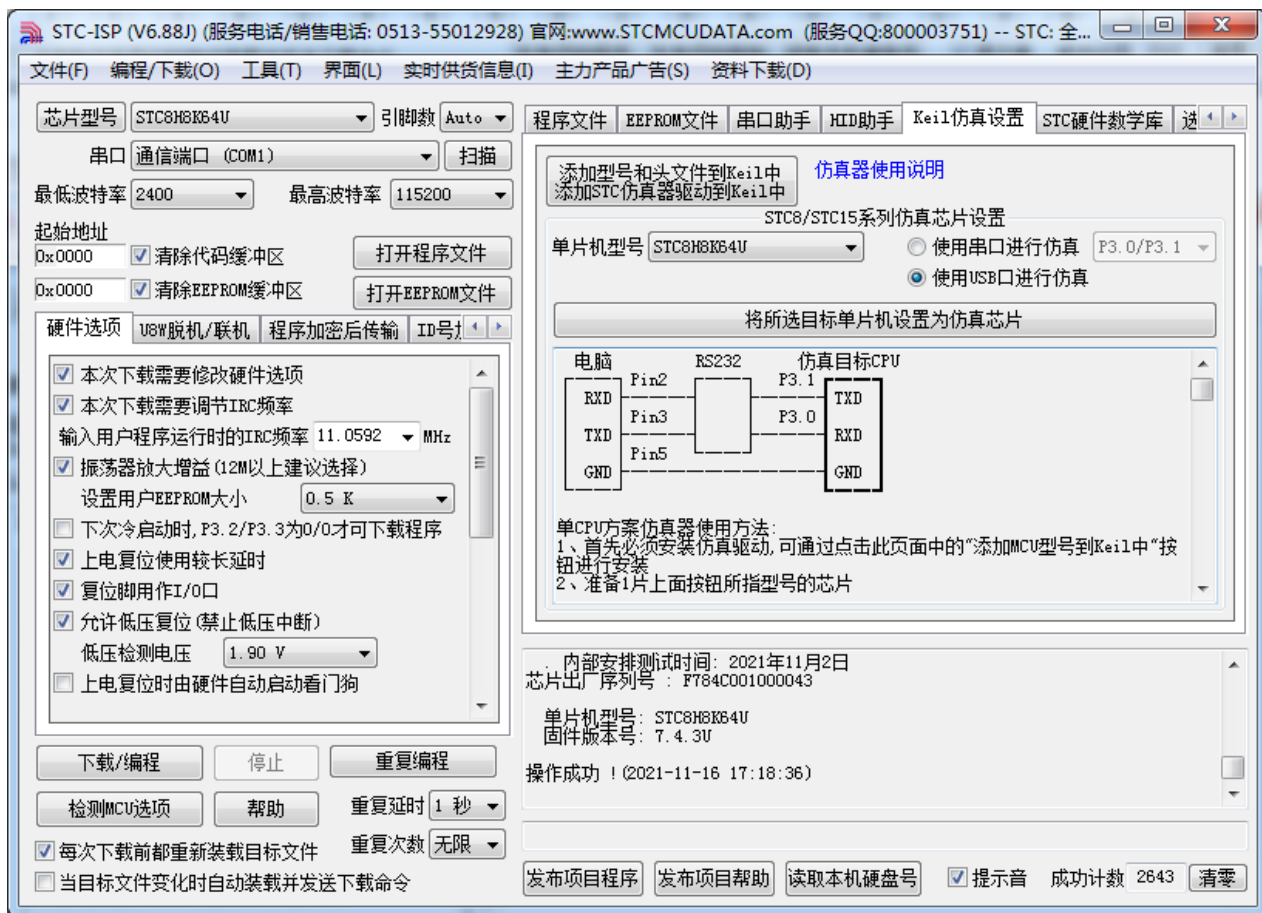 STC-ISP (V6.88J) (服务电话/销售电话: 0513-55012928) 官网:www.STCMCUDATA.com (服务QQ:800003751) -- STC: 全...
文件(F) 编程/下载(O) 工具(T) 界面(L) 实时供货信息(I) 主力产品广告(S) 资料下载(D)
芯片型号 STC8H8K64U 引脚数 Auto
串口 通信端口 (COM1) 扫描
最低波特率 2400 最高波特率 115200
起始地址
0x0000 清除代码缓冲区 打开程序文件
0x0000 清除EEPROM缓冲区 打开EEPROM文件
硬件选项 U8W脱机/联机 程序加密后传输 ID号
本次下载需要修改硬件选项
本次下载需要调节IRC频率
输入用户程序运行时的IRC频率 11.0592 MHz
振荡器放大增益(12M以上建议选择)
设置用户EEPROM大小 0.5 K
下次冷启动时,P3.2/P3.3为0/0才可下载程序
上电复位使用较长延时
复位脚用作I/O口
允许低压复位(禁止低压中断)
低压检测电压 1.90 V
上电复位时由硬件自动启动看门狗
下载/编程 停止 重复编程
检测MCU选项 帮助 重复延时 1 秒
每次下载前都重新装载目标文件 重复次数 无限
当目标文件变化时自动装载并发送下载命令
程序文件 EEPROM文件 串口助手 HID助手 Keil仿真设置 STC硬件数学库
添加型号和头文件到Keil中
添加STC仿真器驱动到Keil中
仿真器使用说明
STC8/STC15系列仿真芯片设置
单片机型号 STC8H8K64U 使用串口进行仿真 P3.0/P3.1
使用USB口进行仿真
将所选目标单片机设置为仿真芯片
电脑 RS232 仿真目标CPU
Pin2 P3.1
RXD TXD
Pin3 P3.0
TXD RXD
Pin5
GND GND
单CPU方案仿真器使用方法:
1、首先必须安装仿真驱动,可通过点击此页面中的“添加MCU型号到Keil中“按
钮进行安装
2、准备1片上面按钮所指型号的芯片
. 内部安排测试时间: 2021年11月2日
芯片出厂序列号 : F784C001000043
单片机型号: STC8H8K64U
固件版本号: 7.4.3U
操作成功 !(2021-11-16 17:18:36)
发布项目程序 发布项目帮助 读取本机硬盘号 提示音 成功计数 2643 清零